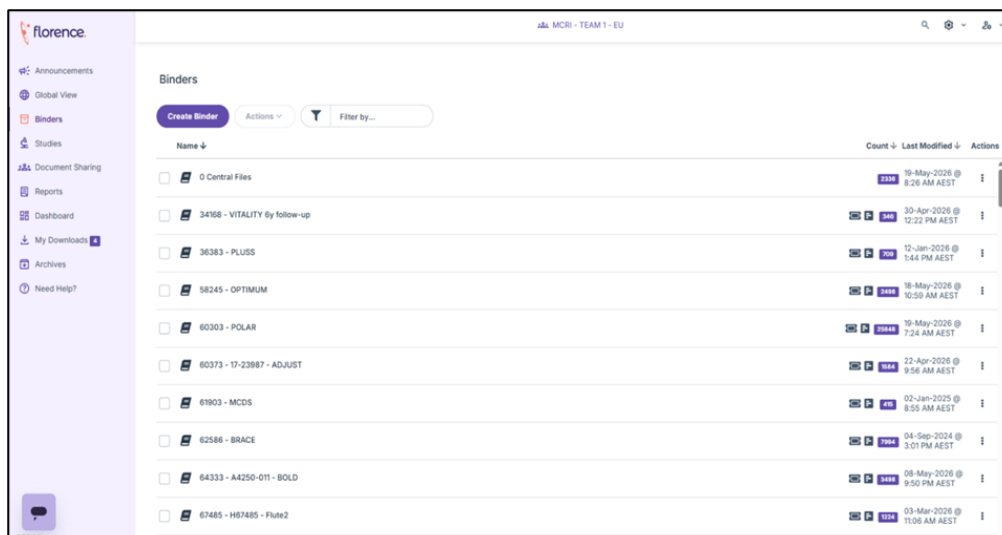 florence.
MCRI - TEAM 1 - EU
Announcements
Global View
Binders
Studies
Document Sharing
Reports
Dashboard
My Downloads 4
Archives
Need Help?
Binders
Create Binder
Actions
Filter by...
Name
Count Last Modified Actions
0 Central Files 2336 19-May-2026 @
8:26 AM AEST
34168 - VITALITY 6y follow-up 346 30-Apr-2026 @
12:22 PM AEST
36383 - PLUSS 709 12-Jan-2026 @
1:44 PM AEST
58245 - OPTIMUM 18-May-2026 @
10:59 AM AEST
60303 - POLAR 19-May-2026 @
7:24 AM AEST
60373 - 17-23987 - ADJUST 1684 22-Apr-2026 @
9:56 AM AEST
61903 - MCDS 415 02-Jan-2025 @
8:55 AM AEST
62586 - BRACE 7994 04-Sep-2024 @
3:01 PM AEST
64333 - A4250-011 - BOLD 08-May-2026 @
9:50 PM AEST
67485 - H67485 - Flute2 1224 03-Mar-2026 @
11:06 AM AEST